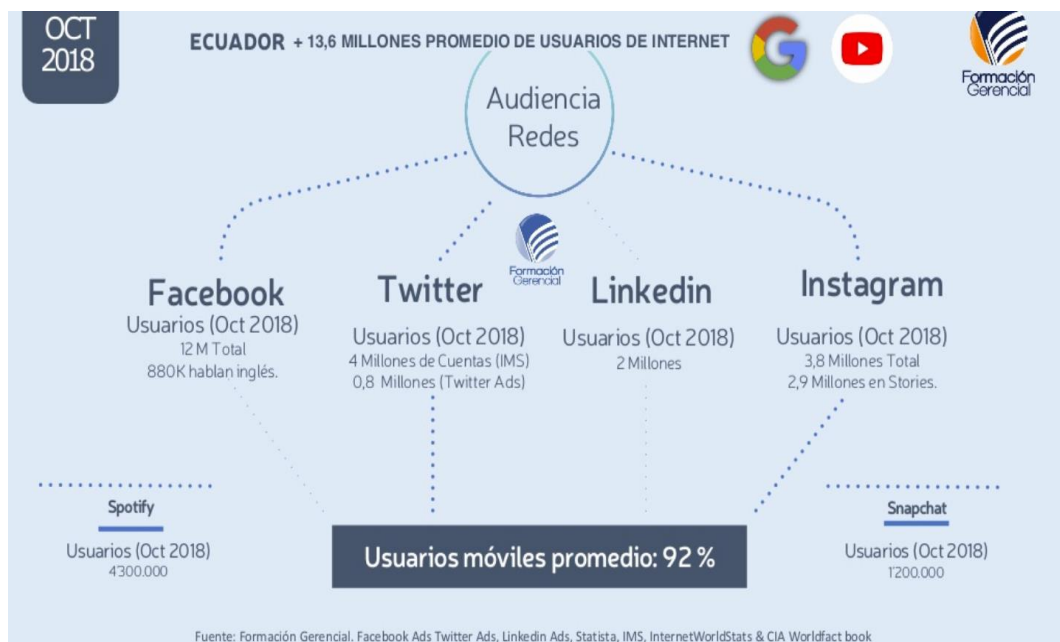 OCT
2018
ECUADOR + 13,6 MILLONES PROMEDIO DE USUARIOS DE INTERNET
G
Formación
Gerencial
Audiencia
Redes
Formación
Gerencial
Facebook
Usuarios (Oct 2018)
12 M Total
880K hablan inglés.
Twitter
Usuarios (Oct 2018)
4 Millones de Cuentas (IMS)
0,8 Millones (Twitter Ads)
Linkedin
Usuarios (Oct 2018)
2 Millones
Instagram
Usuarios (Oct 2018)
3,8 Millones Total
2,9 Millones en Stories.
Spotify
Usuarios (Oct 2018)
4'300.000
Usuarios móviles promedio: 92 %
Snapchat
Usuarios (Oct 2018)
1'200.000
Fuente: Formación Gerencial, Facebook Ads Twitter Ads, Linkedin Ads, Statista, IMS, InternetWorldStats & CIA Worldfact book